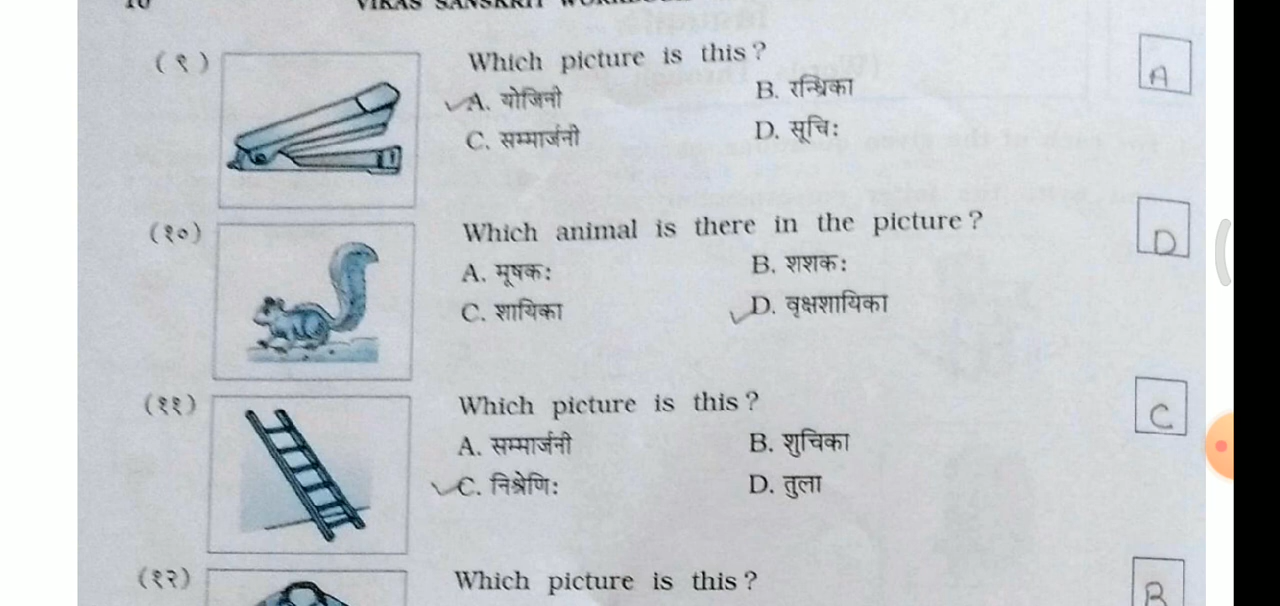 VIKAS SANSKRIT
(९) Which picture is this? A
A. योजिनी B. रन्ध्रिका
C. सम्मार्जनी D. सूचिः
(१०) Which animal is there in the picture? D
A. मूषकः B. शशकः
C. शायिका D. वृक्षशायिका
(११) Which picture is this? C
A. सम्मार्जनी B. शुचिका
C. निश्रेणिः D. तुला
(१२) Which picture is this? B